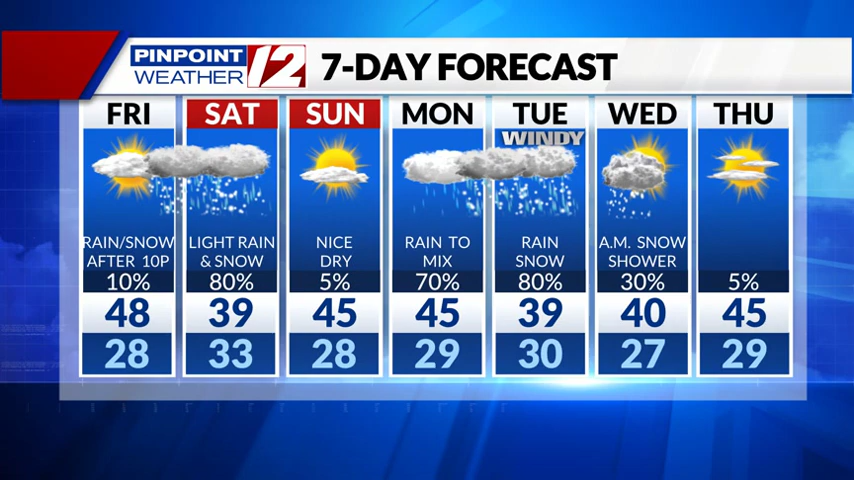 PINPOINT
WEATHER 12
7-DAY FORECAST
FRI SAT SUN MON TUE WED THU
WINDY
RAIN/SNOW LIGHT RAIN NICE RAIN TO RAIN A.M. SNOW
AFTER 10P & SNOW DRY MIX SNOW SHOWER
10% 80% 5% 70% 80% 30% 5%
48 39 45 45 39 40 45
28 33 28 29 30 27 29